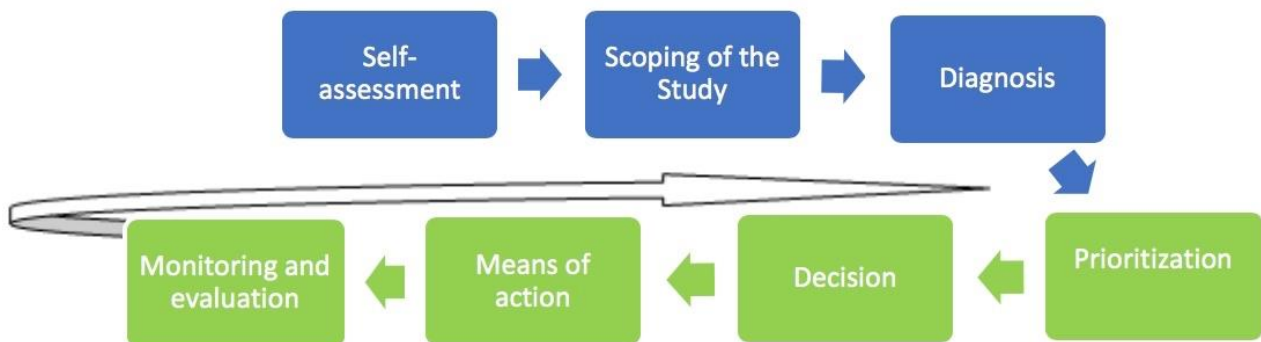 Self-
assessment
Scoping of the
Study
Diagnosis
Prioritization
Decision
Means of
action
Monitoring and
evaluation